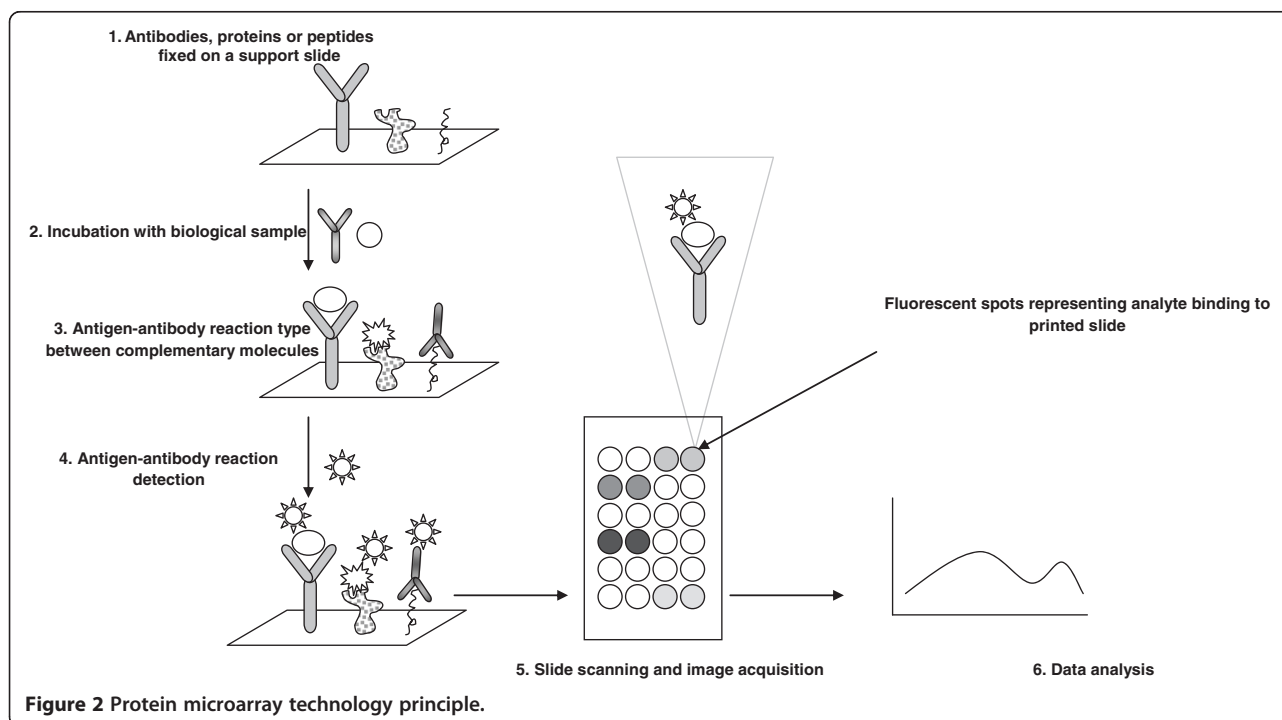 1. Antibodies, proteins or peptides
fixed on a support slide
2. Incubation with biological sample
3. Antigen-antibody reaction type
between complementary molecules
Fluorescent spots representing analyte binding to
printed slide
4. Antigen-antibody reaction
detection
5. Slide scanning and image acquisition
6. Data analysis
Figure 2 Protein microarray technology principle.